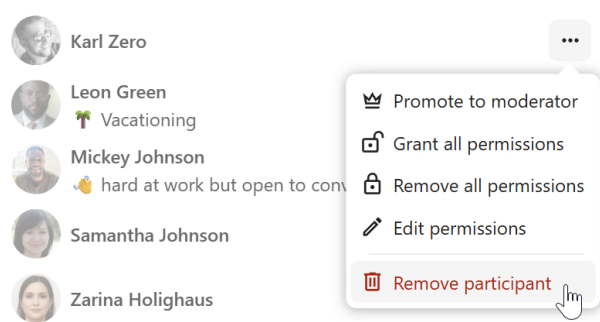 Karl Zero
Leon Green
🌴 Vacationing
Mickey Johnson
👋 hard at work but open to
Samantha Johnson
Zarina Holighaus
Promote to moderator
Grant all permissions
Remove all permissions
Edit permissions
Remove participant